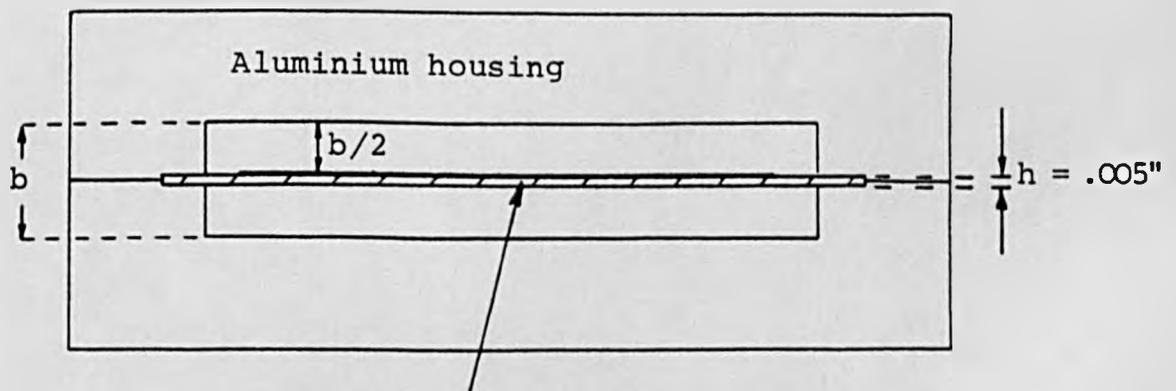 Aluminium housing
b/2
b
h = .005"